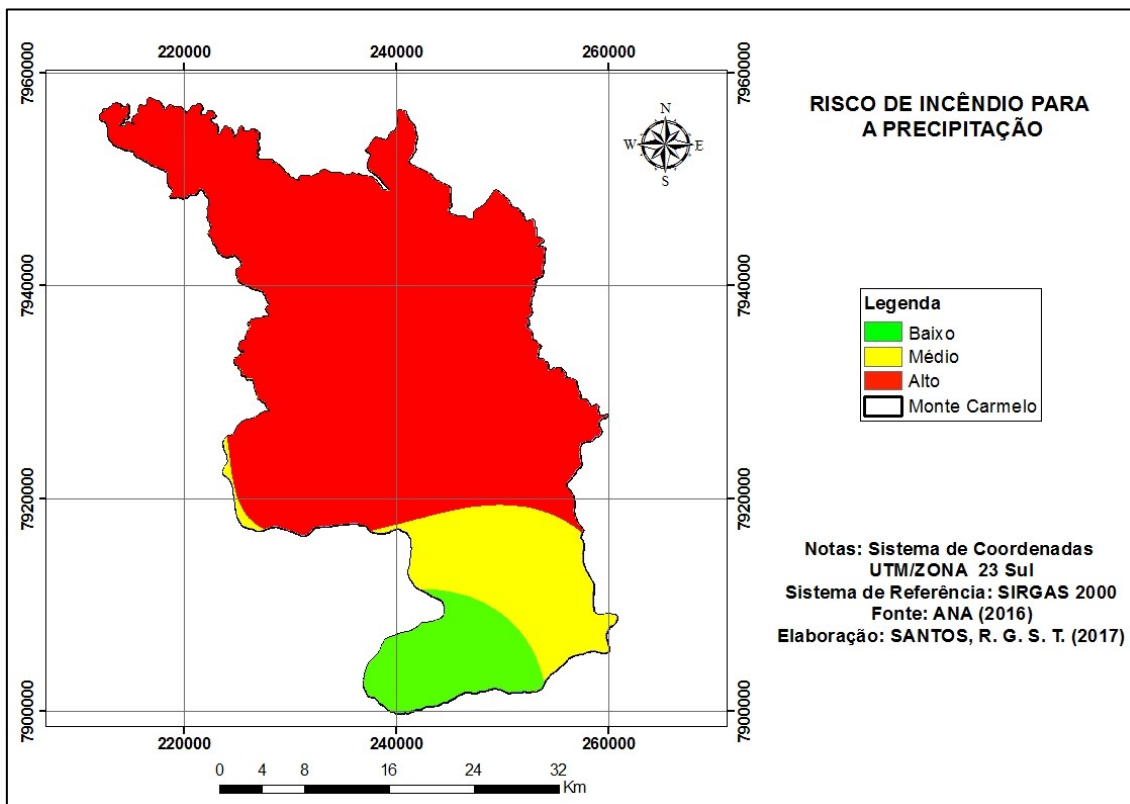 220000 240000 260000
7960000 7960000
7940000 7940000
7920000 7920000
7900000 7900000
220000 240000 260000
N
W E
S
0 4 8 16 24 32
Km
RISCO DE INCÊNDIO PARA
A PRECIPITAÇÃO
Legenda
Baixo
Médio
Alto
Monte Carmelo
Notas: Sistema de Coordenadas
UTM/ZONA 23 Sul
Sistema de Referência: SIRGAS 2000
Fonte: ANA (2016)
Elaboração: SANTOS, R. G. S. T. (2017)